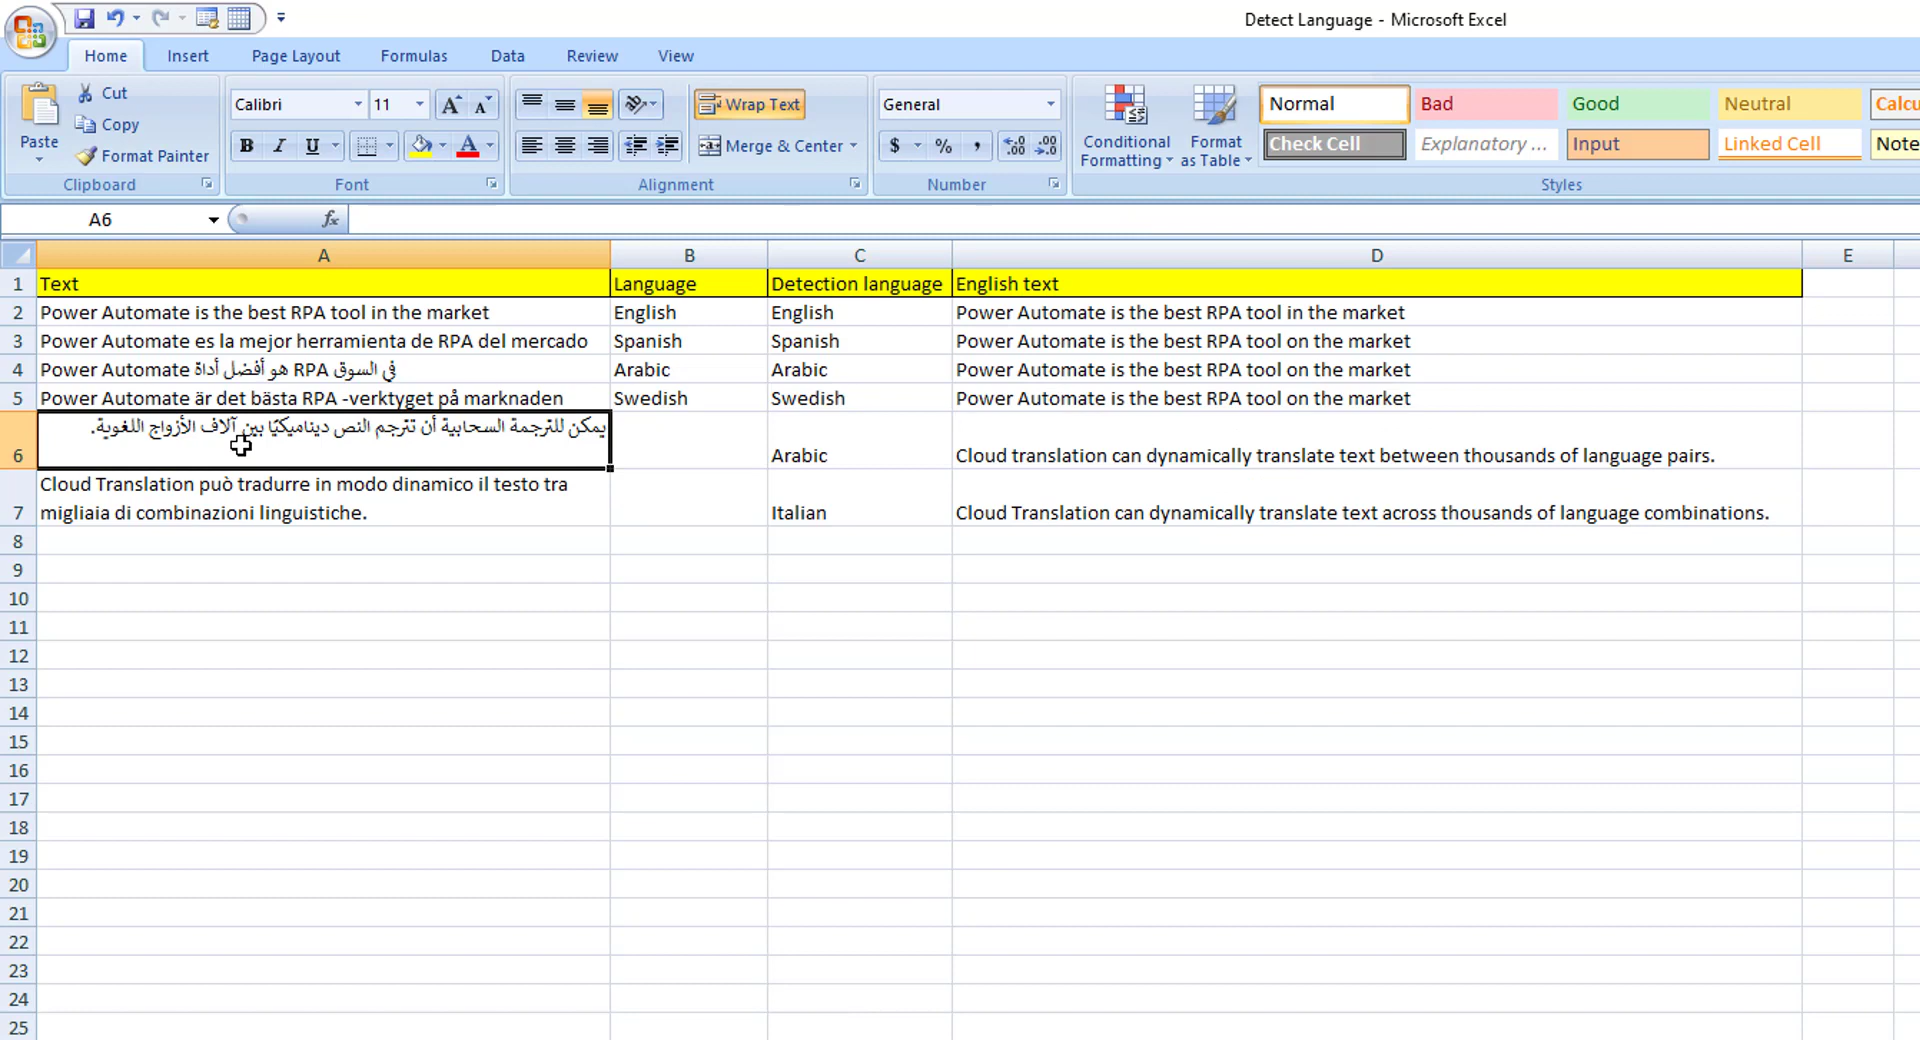 Detect Language - Microsoft Excel
Home Insert Page Layout Formulas Data Review View
Paste
Cut
Copy
Format Painter
Clipboard
Calibri 11
B I U
Font
Wrap Text
Merge & Center
Alignment
General
$ % ,
Number
Conditional Formatting
Format as Table
Normal Bad Good Neutral
Check Cell Explanatory ... Input Linked Cell
Styles
A6 fx
A B C D E
1 Text Language Detection language English text
2 Power Automate is the best RPA tool in the market English English Power Automate is the best RPA tool in the market
3 Power Automate es la mejor herramienta de RPA del mercado Spanish Spanish Power Automate is the best RPA tool on the market
4 Power Automate هو أفضل أداة RPA في السوق Arabic Arabic Power Automate is the best RPA tool on the market
5 Power Automate är det bästa RPA -verktyget på marknaden Swedish Swedish Power Automate is the best RPA tool on the market
يمكن للترجمة السحابية أن تترجم النص ديناميكيًا بين آلاف الأزواج اللغوية.
6 Arabic Cloud translation can dynamically translate text between thousands of language pairs.
Cloud Translation può tradurre in modo dinamico il testo tra
7 migliaia di combinazioni linguistiche. Italian Cloud Translation can dynamically translate text across thousands of language combinations.
8
9
10
11
12
13
14
15
16
17
18
19
20
21
22
23
24
25